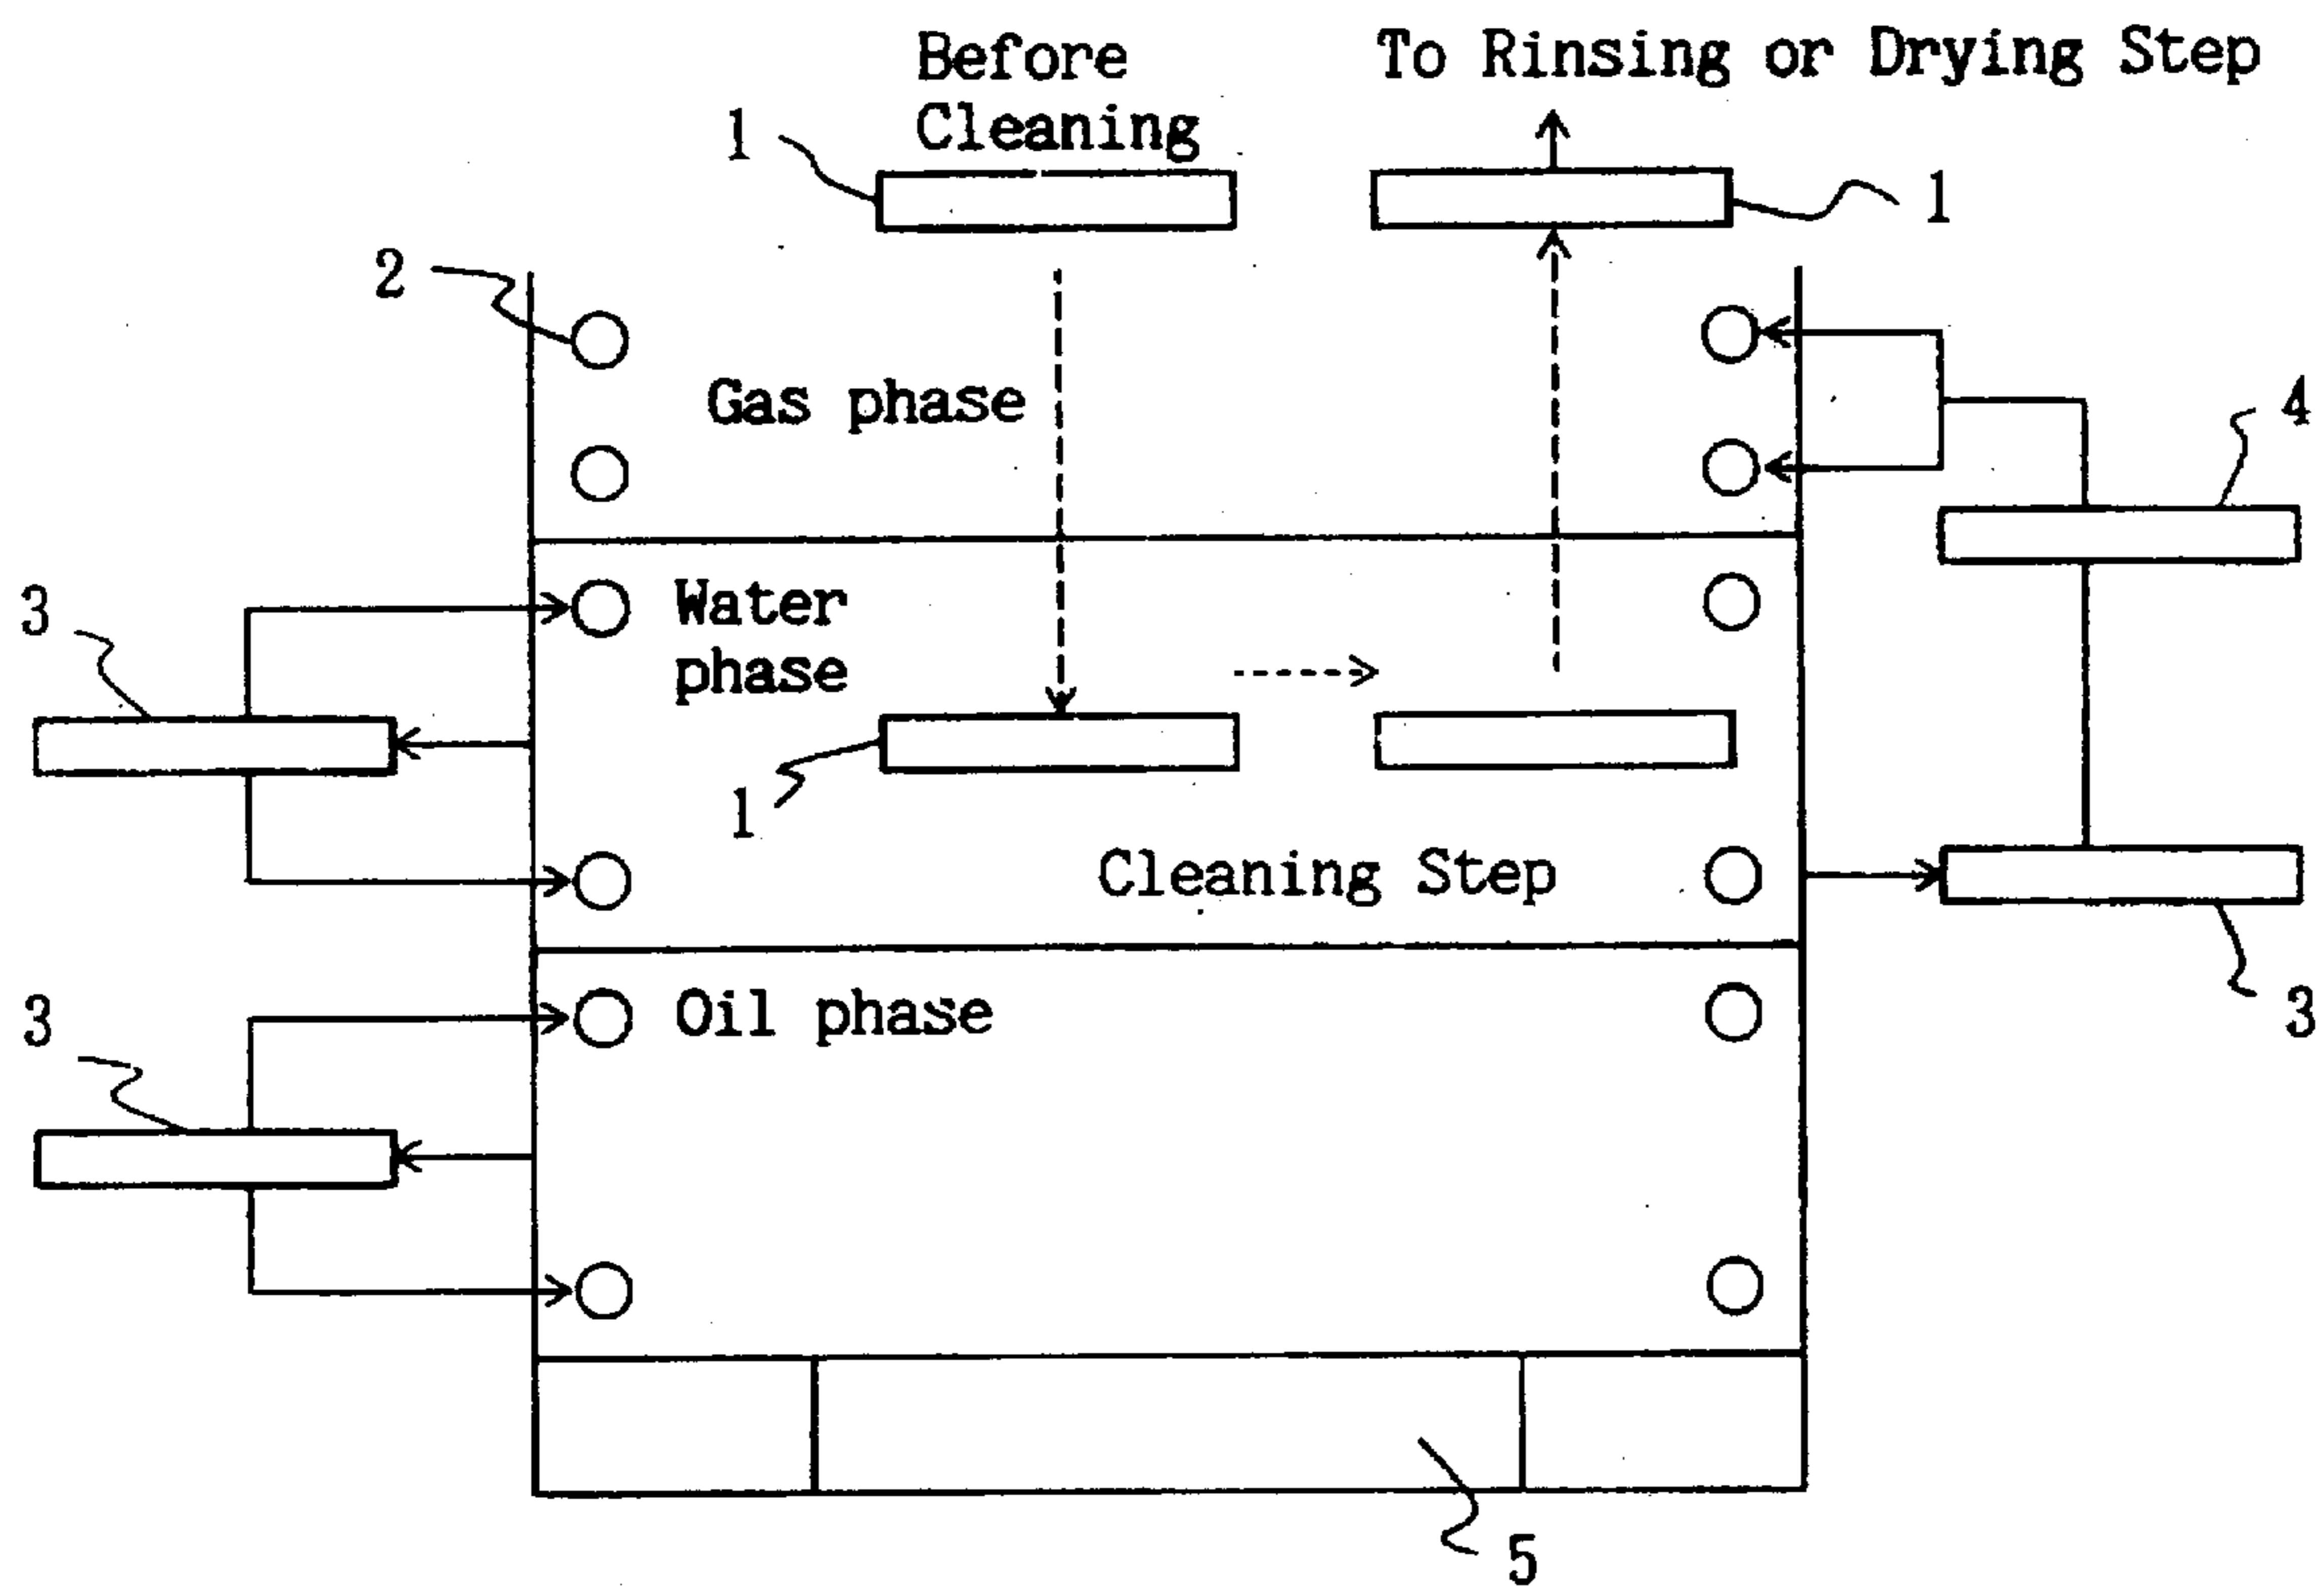 Before
Cleaning
To Rinsing or Drying Step
1
1
2
Gas phase
4
3
Water
phase
1
Cleaning Step
3
3
Oil phase
5